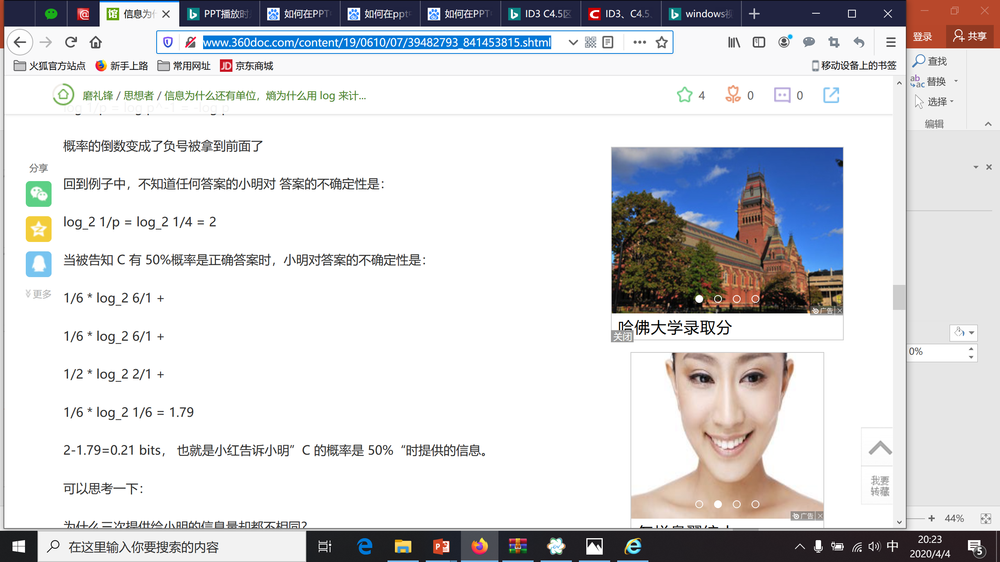 信息为什
PPT播放时
如何在PPT
如何在ppt
如何在PPT
ID3 C4.5区
ID3、C4.5、
windows视
登录
共享
www.360doc.com/content/19/0610/07/39482793_841453815.shtml
火狐官方站点
新手上路
常用网址
JD 京东商城
移动设备上的书签
查找
替换
选择
编辑
磨礼锋 / 思想者 / 信息为什么还有单位，熵为什么用 log 来计...
4
0
0
log 1/p = log p^-1 = -log p
概率的倒数变成了负号被拿到前面了
分享
回到例子中，不知道任何答案的小明对 答案的不确定性是：
log_2 1/p = log_2 1/4 = 2
当被告知 C 有 50%概率是正确答案时，小明对答案的不确定性是：
更多
1/6 * log_2 6/1 +
1/6 * log_2 6/1 +
1/2 * log_2 2/1 +
1/6 * log_2 1/6 = 1.79
2-1.79=0.21 bits， 也就是小红告诉小明”C 的概率是 50%“时提供的信息。
可以思考一下：
为什么三次提供给小明的信息量却都不相同?
广告
哈佛大学录取分
关闭
广告
0%
我要
转藏
44%
在这里输入你要搜索的内容
中
20:23
2020/4/4
5